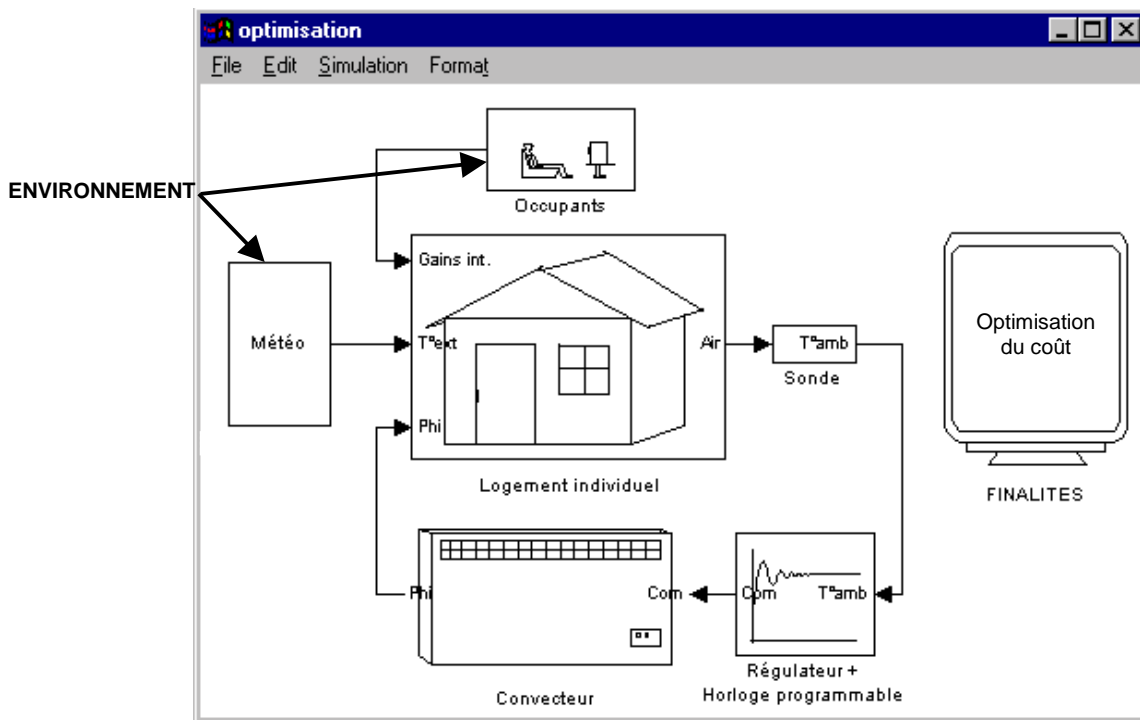 optimisation
File Edit Simulation Format
ENVIRONNEMENT
Occupants
Gains int.
Météo
T°ext
Air
T°amb
Sonde
Optimisation
du coût
Phi
Logement individuel
FINALITES
Phi
Com
Com
T°amb
Convecteur
Régulateur +
Horloge programmable